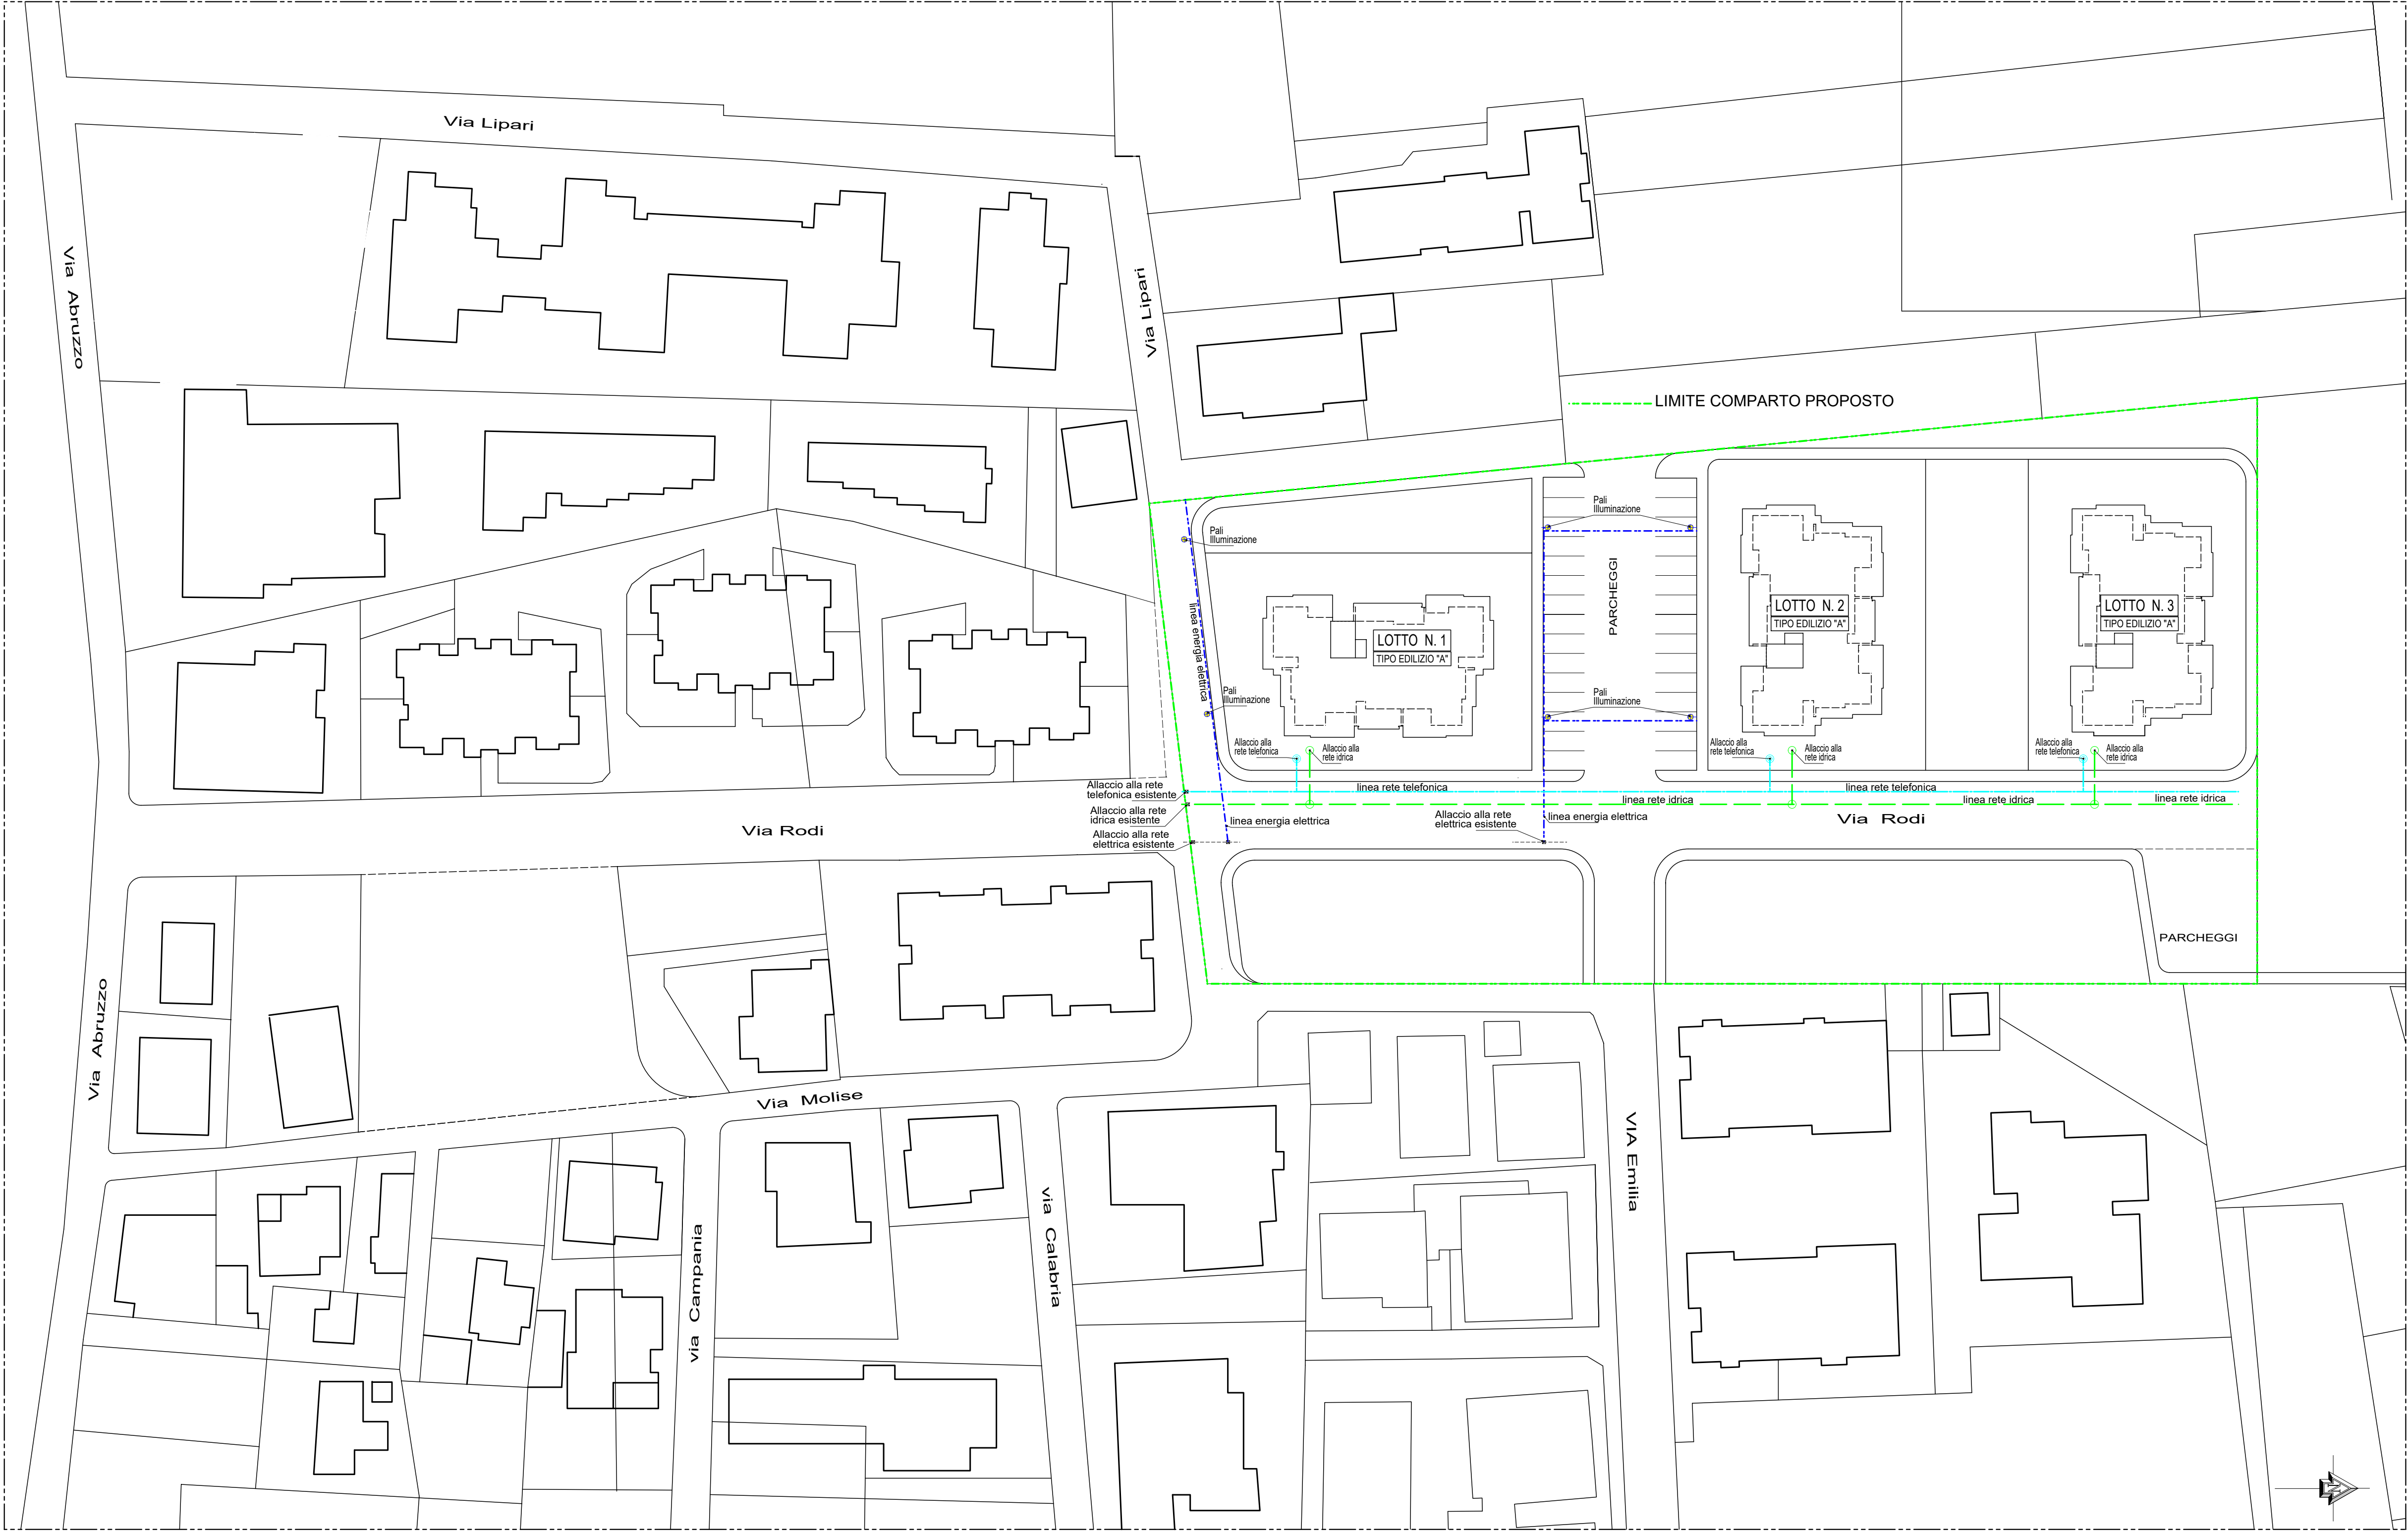 Via Lipari
Via Abruzzo
Via Lipari
LIMITE COMPARTO PROPOSTO
Pali
Illuminazione
Pali
Illuminazione
linea energia elettrica
PARCHEGGI
LOTTO N. 1
TIPO EDILIZIO "A"
LOTTO N. 2
TIPO EDILIZIO "A"
LOTTO N. 3
TIPO EDILIZIO "A"
Pali
Illuminazione
Pali
Illuminazione
Allaccio alla
rete telefonica
Allaccio alla
rete idrica
Allaccio alla
rete telefonica
Allaccio alla
rete idrica
Allaccio alla
rete telefonica
Allaccio alla
rete idrica
Allaccio alla rete
telefonica esistente
linea rete telefonica
linea rete telefonica
linea rete idrica
linea rete idrica
linea rete idrica
Allaccio alla rete
idrica esistente
linea energia elettrica
Allaccio alla rete
elettrica esistente
linea energia elettrica
Via Rodi
Via Rodi
Allaccio alla rete
elettrica esistente
PARCHEGGI
Via Abruzzo
Via Molise
via Campania
via Calabria
VIA Emilia
N